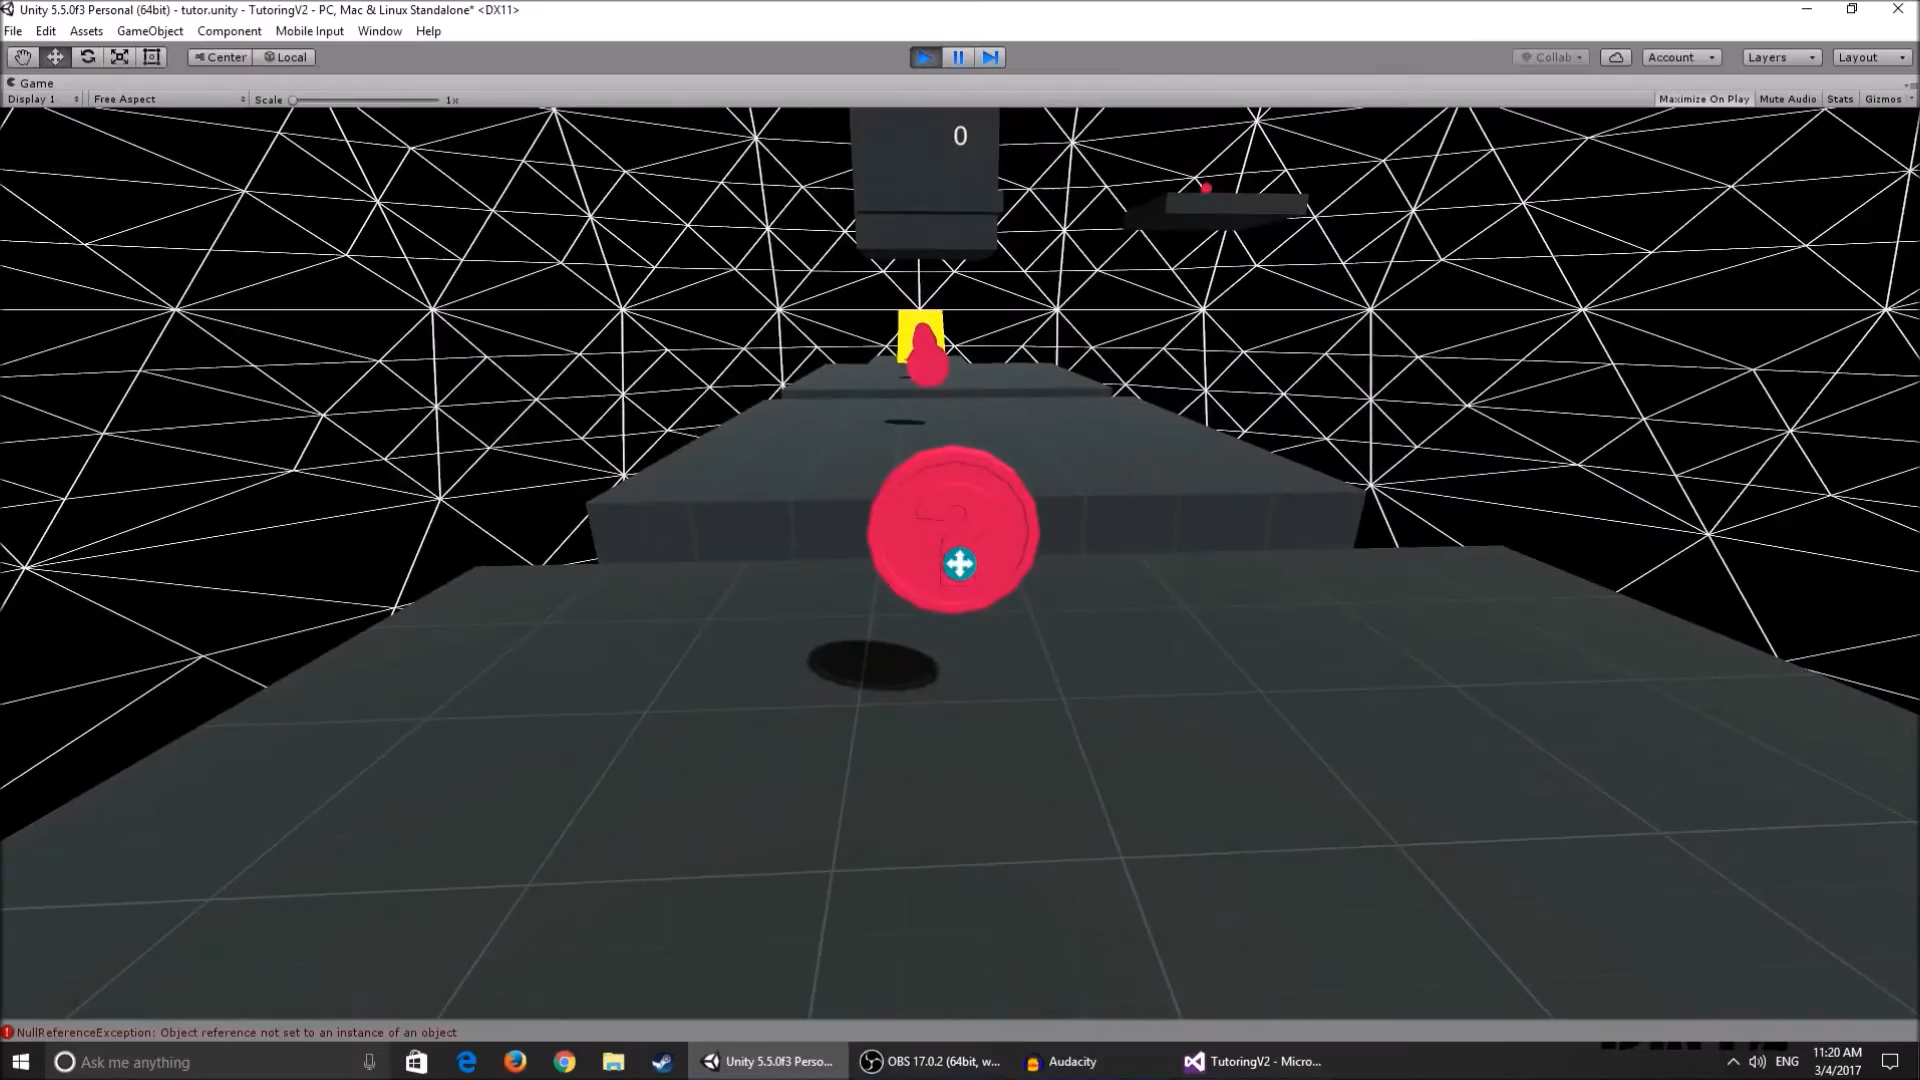 Unity 5.5.0f3 Personal (64bit) - tutor.unity - TutoringV2 - PC, Mac & Linux Standalone* <DX11>
File Edit Assets GameObject Component Mobile Input Window Help
Center Local Collab Account Layers Layout
Game
Display 1 Free Aspect Scale 1x Maximize On Play Mute Audio Stats Gizmos
0
NullReferenceException: Object reference not set to an instance of an object
Ask me anything Unity 5.5.0f3 Perso... OBS 17.0.2 (64bit, w... Audacity TutoringV2 - Micro... ENG 11:20 AM
3/4/2017